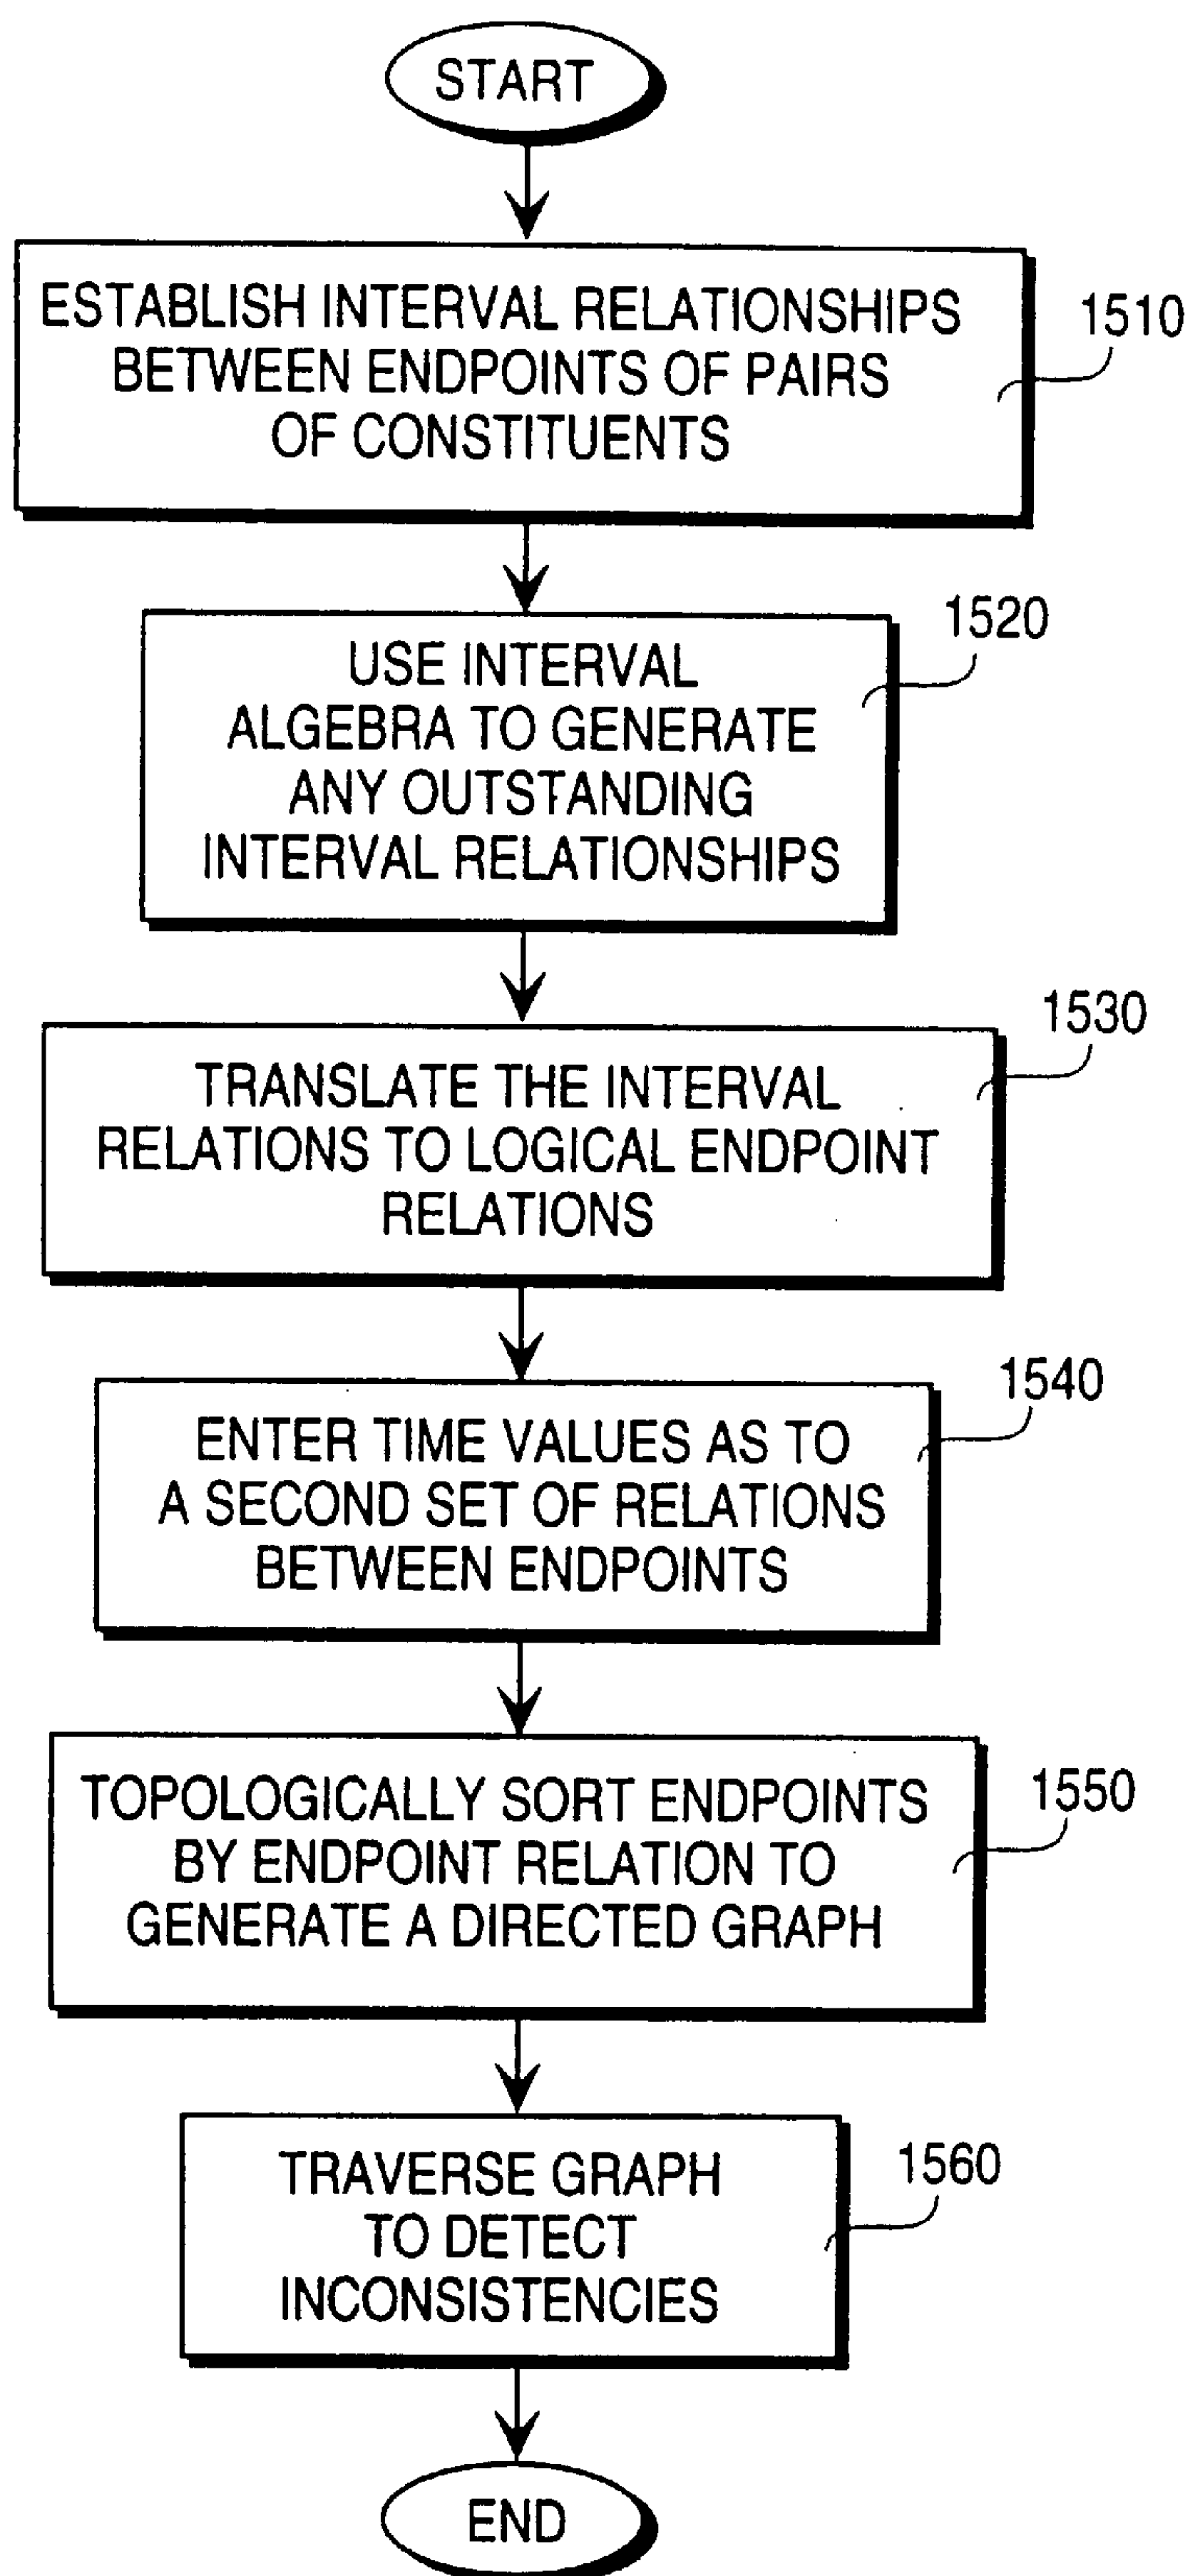 START
ESTABLISH INTERVAL RELATIONSHIPS
BETWEEN ENDPOINTS OF PAIRS
OF CONSTITUENTS
1510
USE INTERVAL
ALGEBRA TO GENERATE
ANY OUTSTANDING
INTERVAL RELATIONSHIPS
1520
TRANSLATE THE INTERVAL
RELATIONS TO LOGICAL ENDPOINT
RELATIONS
1530
ENTER TIME VALUES AS TO
A SECOND SET OF RELATIONS
BETWEEN ENDPOINTS
1540
TOPOLOGICALLY SORT ENDPOINTS
BY ENDPOINT RELATION TO
GENERATE A DIRECTED GRAPH
1550
TRAVERSE GRAPH
TO DETECT
INCONSISTENCIES
1560
END